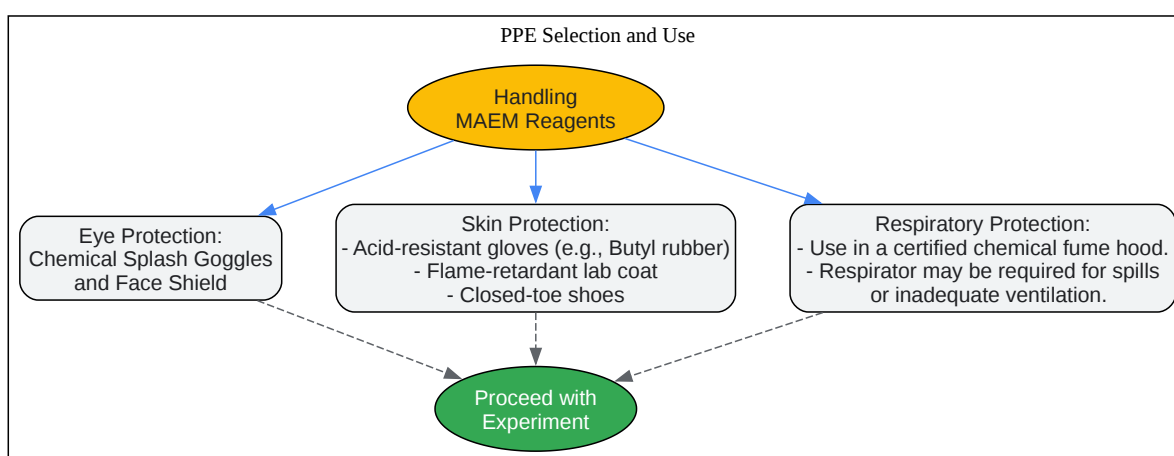 PPE Selection and Use
Handling
MAEM Reagents
Eye Protection:
Chemical Splash Goggles
and Face Shield
Skin Protection:
- Acid-resistant gloves (e.g., Butyl rubber)
- Flame-retardant lab coat
- Closed-toe shoes
Respiratory Protection:
- Use in a certified chemical fume hood.
- Respirator may be required for spills
or inadequate ventilation.
Proceed with
Experiment